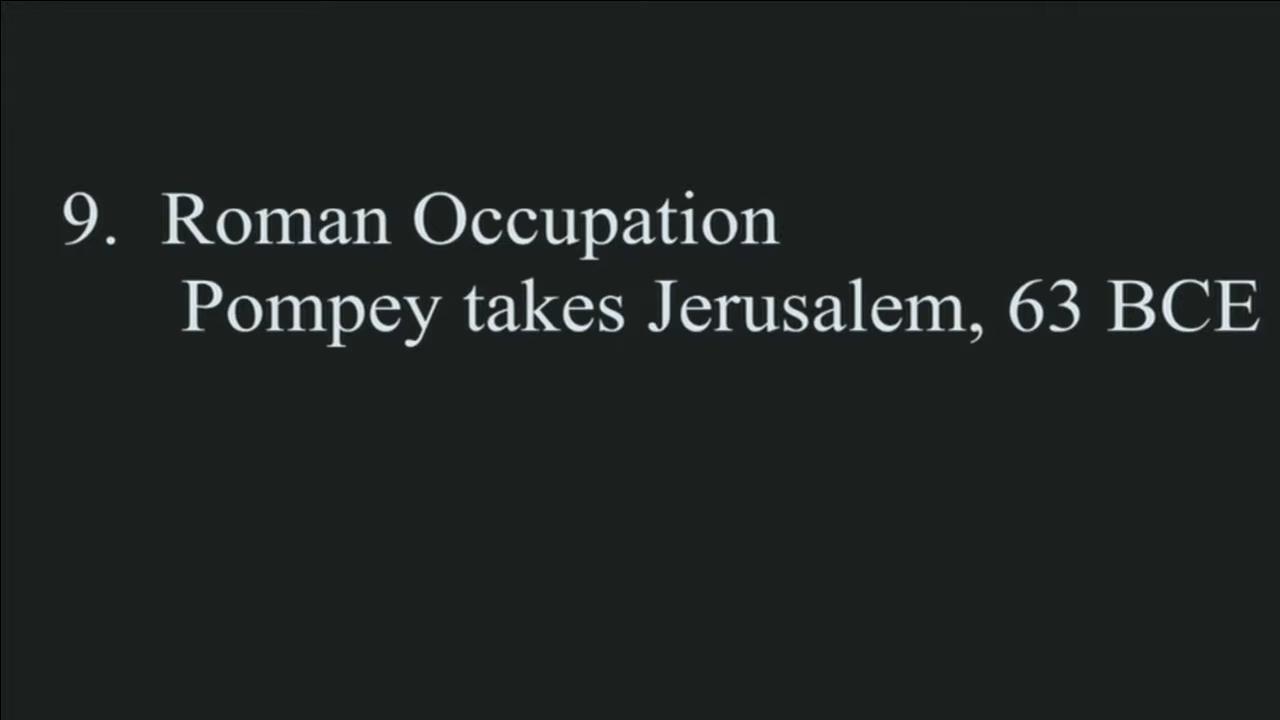 9. Roman Occupation
Pompey takes Jerusalem, 63 BCE